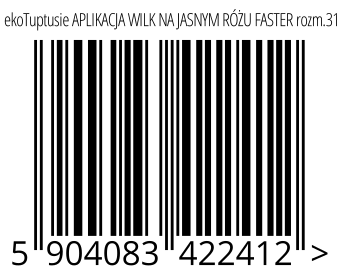 ekoTuptusie APLIKACJA WILK NA JASNYM RÓŻU FASTER rozm.31
5 904083 422412 >